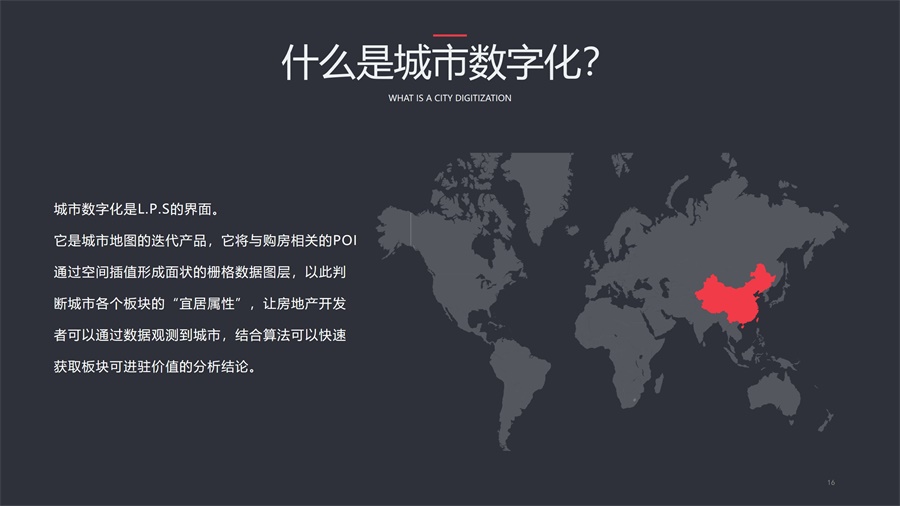 什么是城市数字化？
WHAT IS A CITY DIGITIZATION
城市数字化是L.P.S的界面。
它是城市地图的迭代产品，它将与购房相关的POI
通过空间插值形成面状的栅格数据图层，以此判
断城市各个板块的“宜居属性”，让房地产开发
者可以通过数据观测到城市，结合算法可以快速
获取板块可进驻价值的分析结论。
16